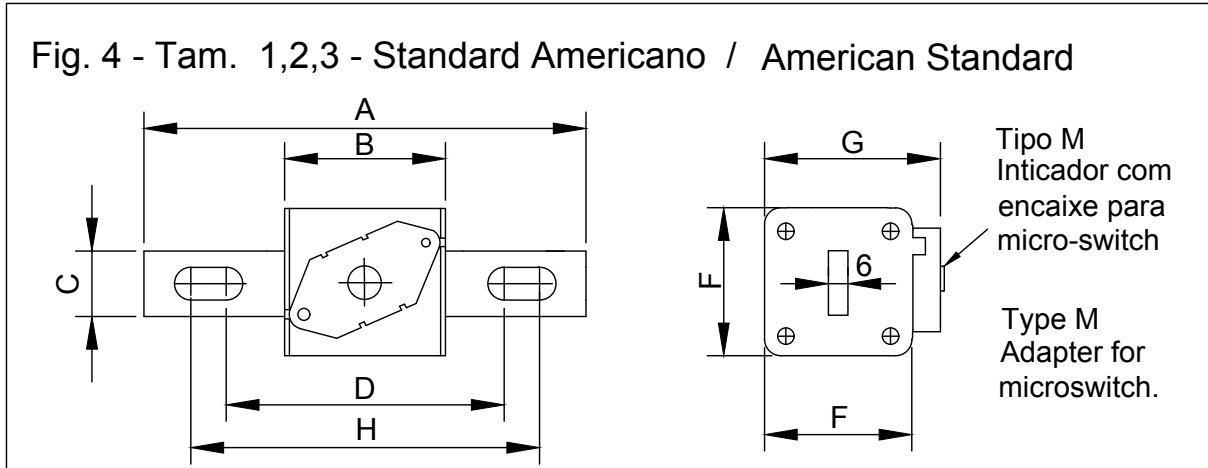 Fig. 4 - Tam. 1,2,3 - Standard Americano / American Standard
A
B
C
D
H
G
F
6
F
Tipo M
Inticador com
encaixe para
micro-switch
Type M
Adapter for
microswitch.